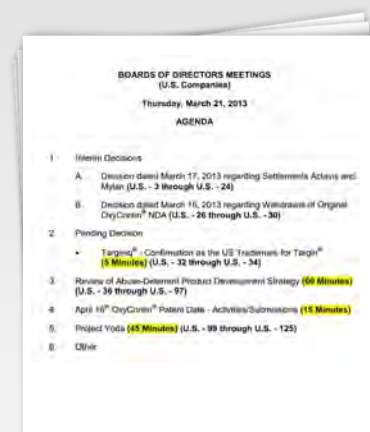 BOARDS OF DIRECTORS MEETINGS
(U.S. Companies)
Thursday, March 21, 2013
AGENDA
1 Interim Decisions
A. Decision dated March 17, 2013 regarding Settlements Actavis and
Mylan (U.S. - 3 through U.S. - 24)
B. Decision dated March 16, 2013 regarding Withdrawal of Original
OxyContin® NDA (U.S. - 26 through U.S. - 30)
2. Pending Decision
• Targiniq® - Confirmation as the US Trademark for Targin®
(5 Minutes) (U.S. - 32 through U.S. - 34)
3. Review of Abuse-Deterrent Product Development Strategy (60 Minutes)
(U.S. - 36 through U.S. - 97)
4. April 16th OxyContin® Patent Date - Activities/Submissions (15 Minutes)
5. Project Yoda (45 Minutes) (U.S. - 99 through U.S. - 125)
6. Other